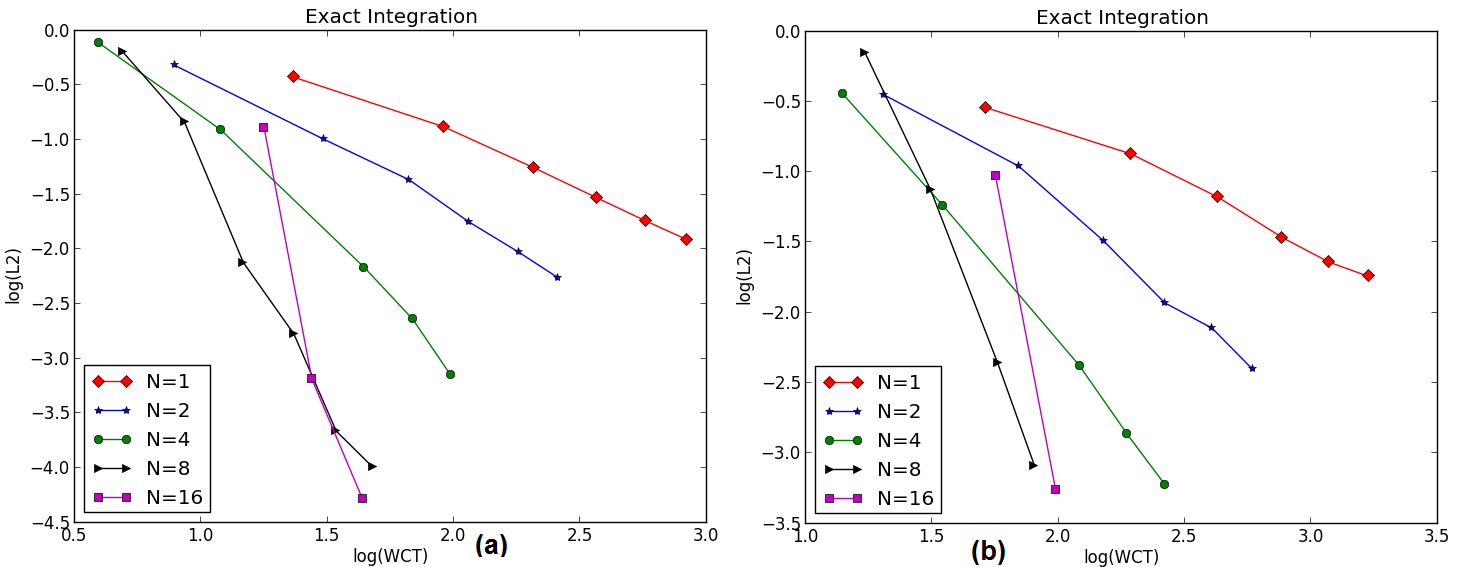 Exact Integration
0.0
−0.5
−1.0
−1.5
−2.0
−2.5
−3.0
−3.5
−4.0
−4.5
log(L2)
N=1
N=2
N=4
N=8
N=16
0.5 1.0 1.5 2.0 2.5 3.0
log(WCT)
(a)
Exact Integration
0.0
−0.5
−1.0
−1.5
−2.0
−2.5
−3.0
−3.5
log(L2)
N=1
N=2
N=4
N=8
N=16
1.0 1.5 2.0 2.5 3.0 3.5
log(WCT)
(b)